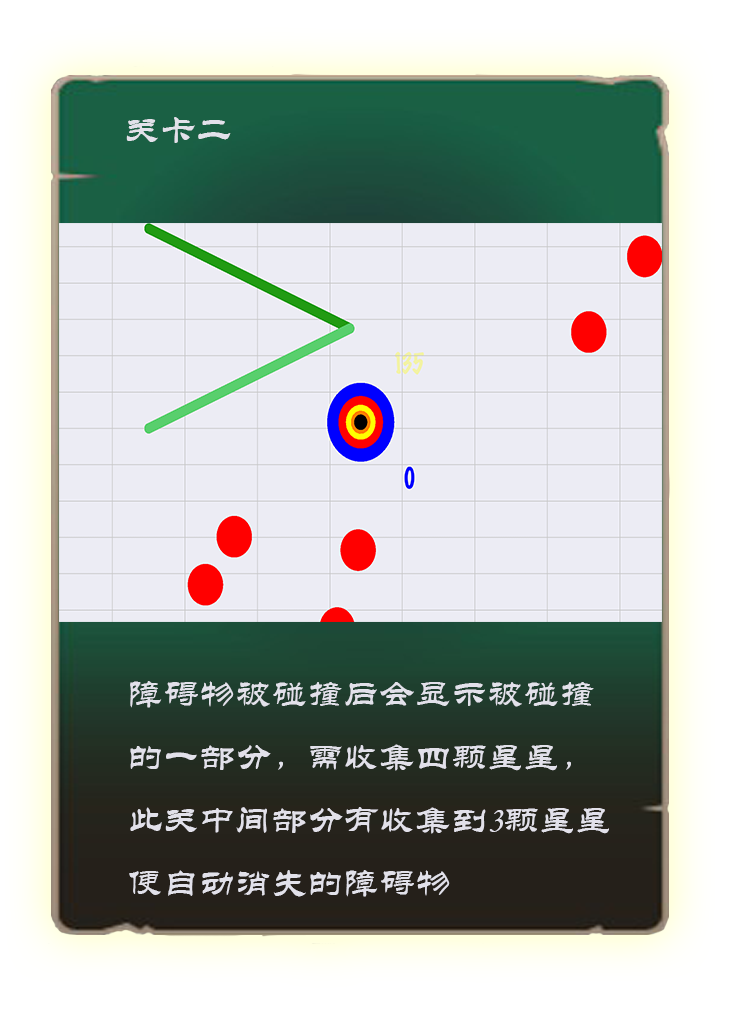 关卡二
135
0
障碍物被碰撞后会显示被碰撞
的一部分，需收集四颗星星，
此关中间部分有收集到3颗星星
便自动消失的障碍物